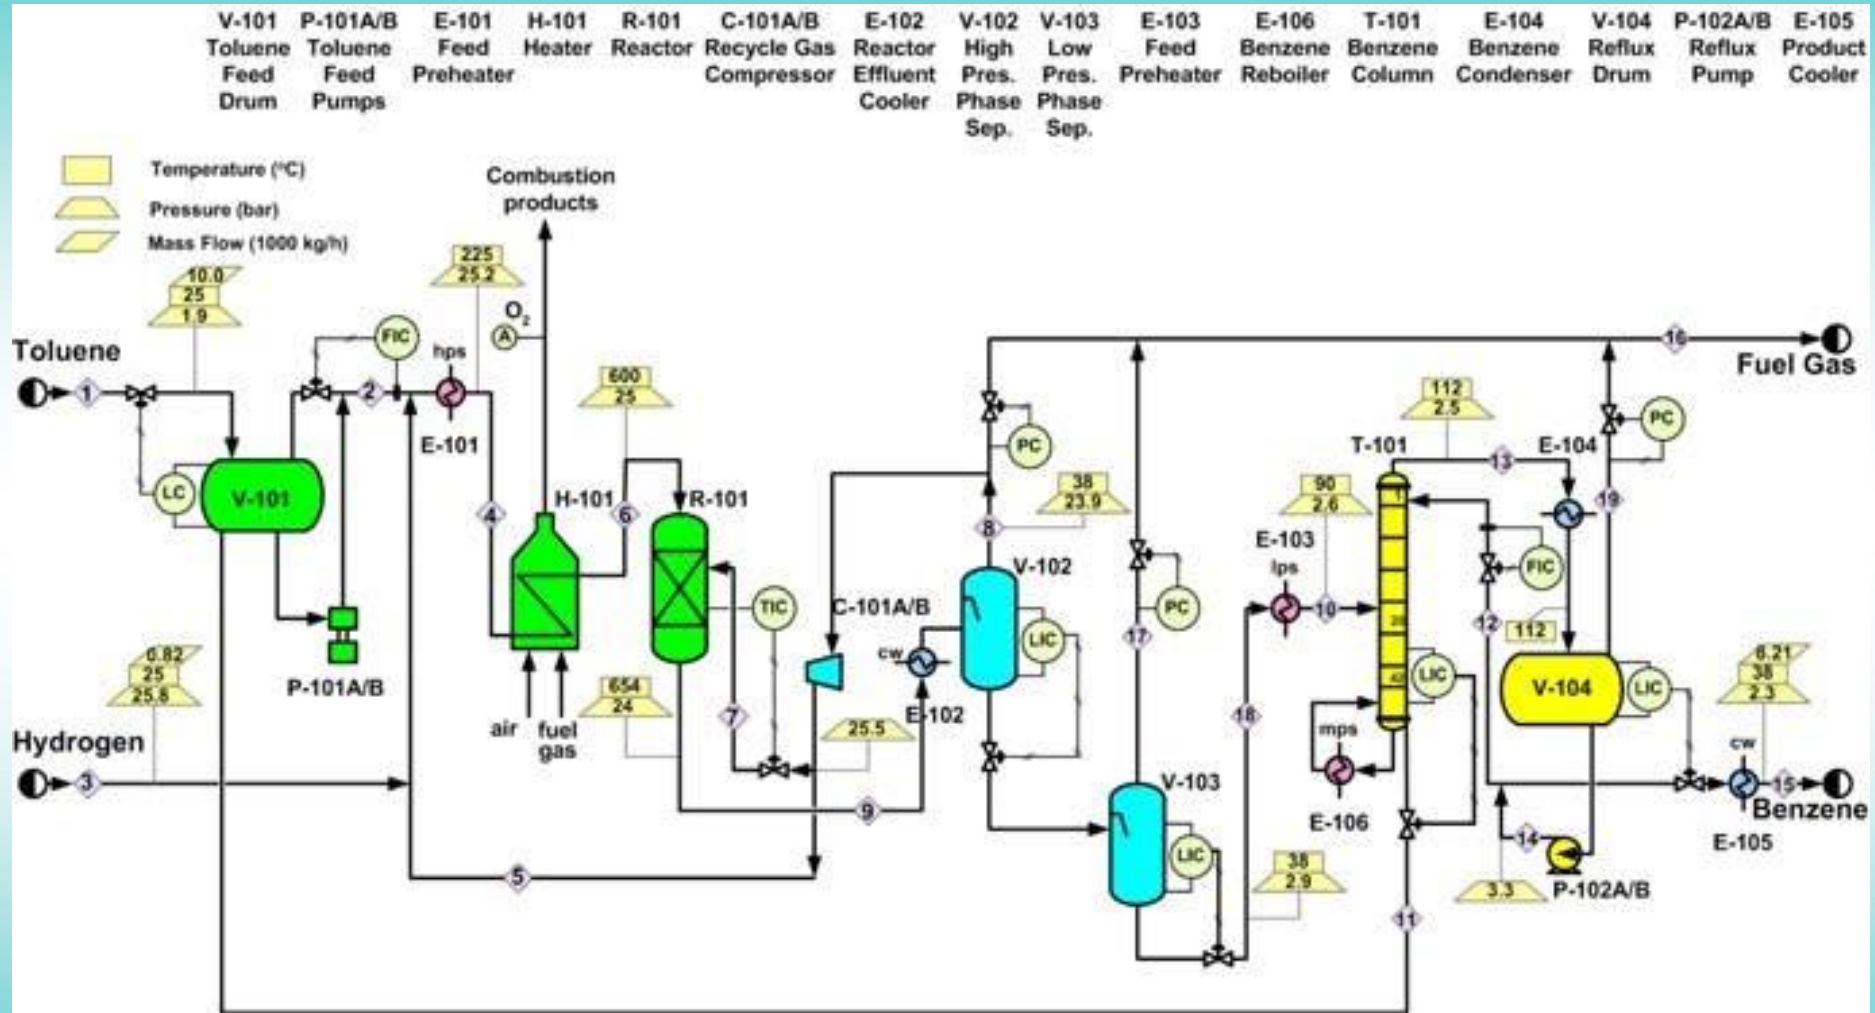 V-101 P-101A/B E-101 H-101 R-101 C-101A/B E-102 V-102 V-103 E-103 E-106 T-101 E-104 V-104 P-102A/B E-105
Toluene Toluene Feed Heater Reactor Recycle Gas Reactor High Low Feed Benzene Benzene Benzene Reflux Reflux Product
Feed Feed Preheater Compressor Effluent Pres. Pres. Preheater Reboiler Column Condenser Drum Pump Cooler
Drum Pumps Cooler Phase Phase
Sep. Sep.
Temperature (°C)
Pressure (bar)
Mass Flow (1000 kg/h)
Combustion
products
10.0
25
1.9
225
25.2
O2
A
FIC
hps
Toluene
1
2
E-101
600
25
16
Fuel Gas
112
2.5
PC
T-101
E-104
13
PC
LC
V-101
4
H-101
6
R-101
38
23.9
8
90
2.6
1
19
E-103
lps
V-102
FIC
TIC
C-101A/B
PC
10
28
12
112
17
cw
LIC
0.82
25
25.8
P-101A/B
654
24
E-102
42
LIC
V-104
LIC
6.21
38
2.3
7
25.5
18
air
fuel
gas
mps
cw
Hydrogen
3
V-103
15
Benzene
9
E-106
E-105
14
LIC
5
38
2.9
3.3
P-102A/B
11